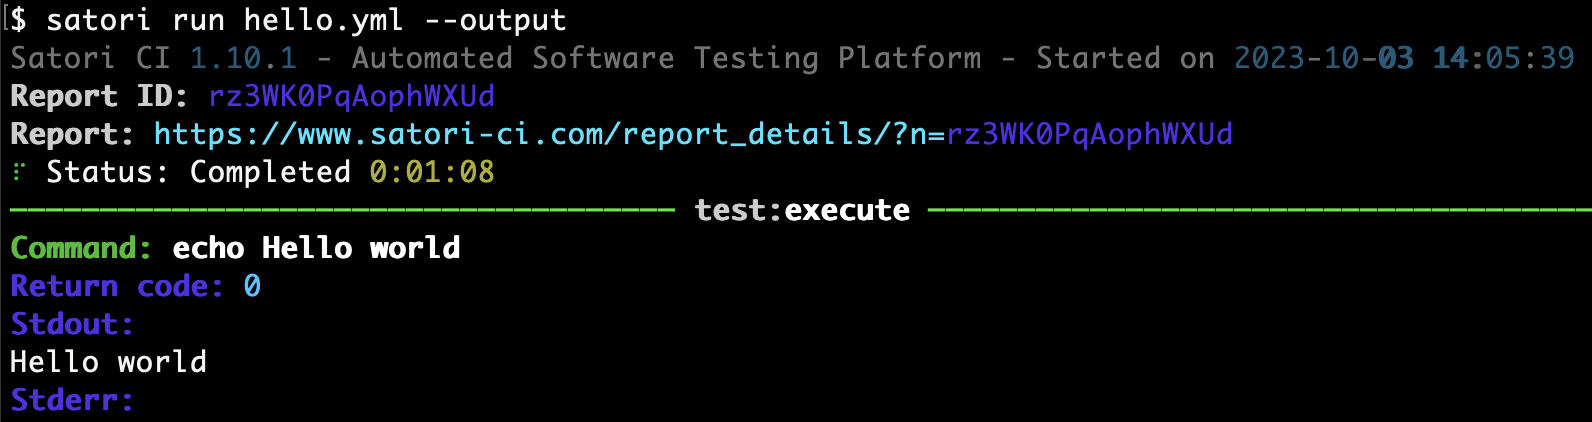 $ satori run hello.yml --output
Satori CI 1.10.1 - Automated Software Testing Platform - Started on 2023-10-03 14:05:39
Report ID: rz3WK0PqAophWXUd
Report: https://www.satori-ci.com/report_details/?n=rz3WK0PqAophWXUd
Status: Completed 0:01:08
test:execute
Command: echo Hello world
Return code: 0
Stdout:
Hello world
Stderr: